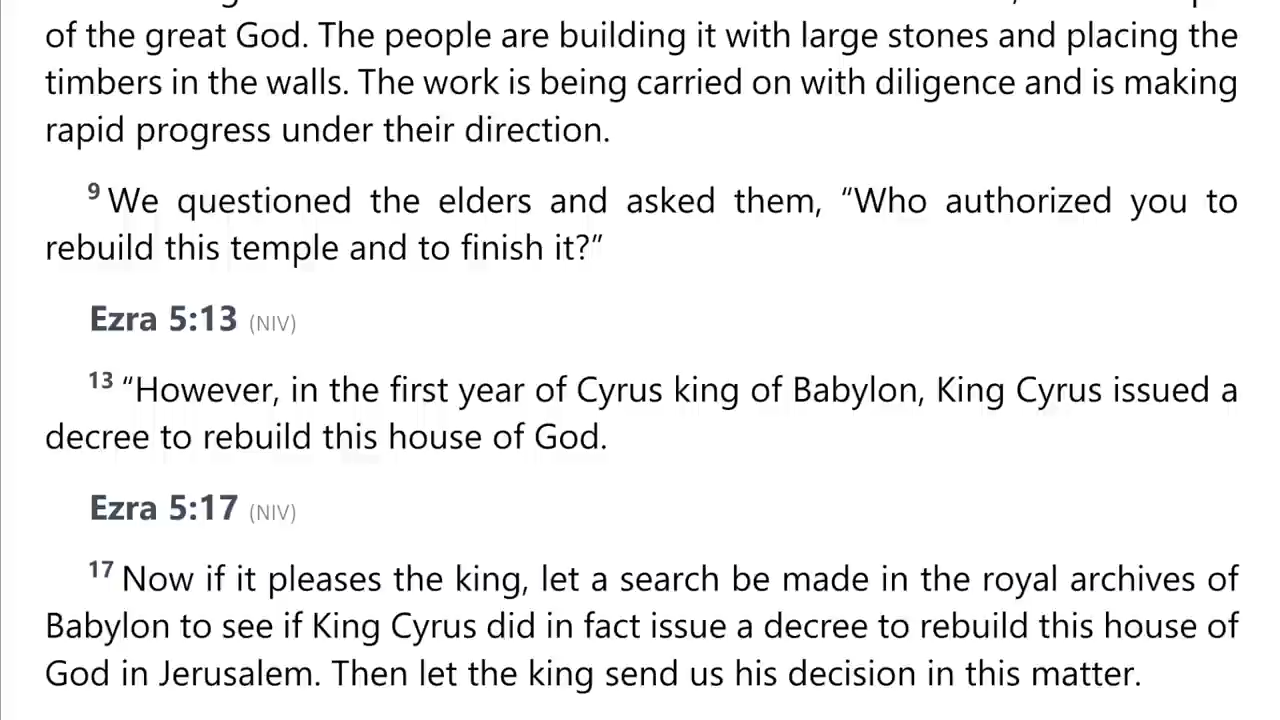 of the great God. The people are building it with large stones and placing the
timbers in the walls. The work is being carried on with diligence and is making
rapid progress under their direction.
9 We questioned the elders and asked them, “Who authorized you to
rebuild this temple and to finish it?”
Ezra 5:13 (NIV)
13 “However, in the first year of Cyrus king of Babylon, King Cyrus issued a
decree to rebuild this house of God.
Ezra 5:17 (NIV)
17 Now if it pleases the king, let a search be made in the royal archives of
Babylon to see if King Cyrus did in fact issue a decree to rebuild this house of
God in Jerusalem. Then let the king send us his decision in this matter.